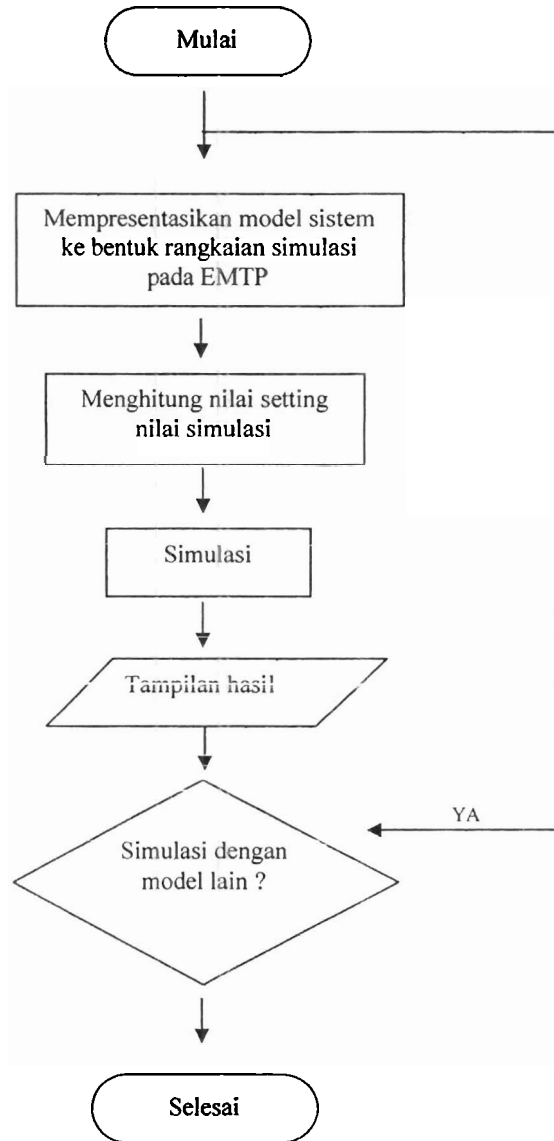 Mulai
Mempresentasikan model sistem
ke bentuk rangkaian simulasi
pada EMTP
Menghitung nilai setting
nilai simulasi
Simulasi
Tampilan hasil
YA
Simulasi dengan
model lain ?
Selesai